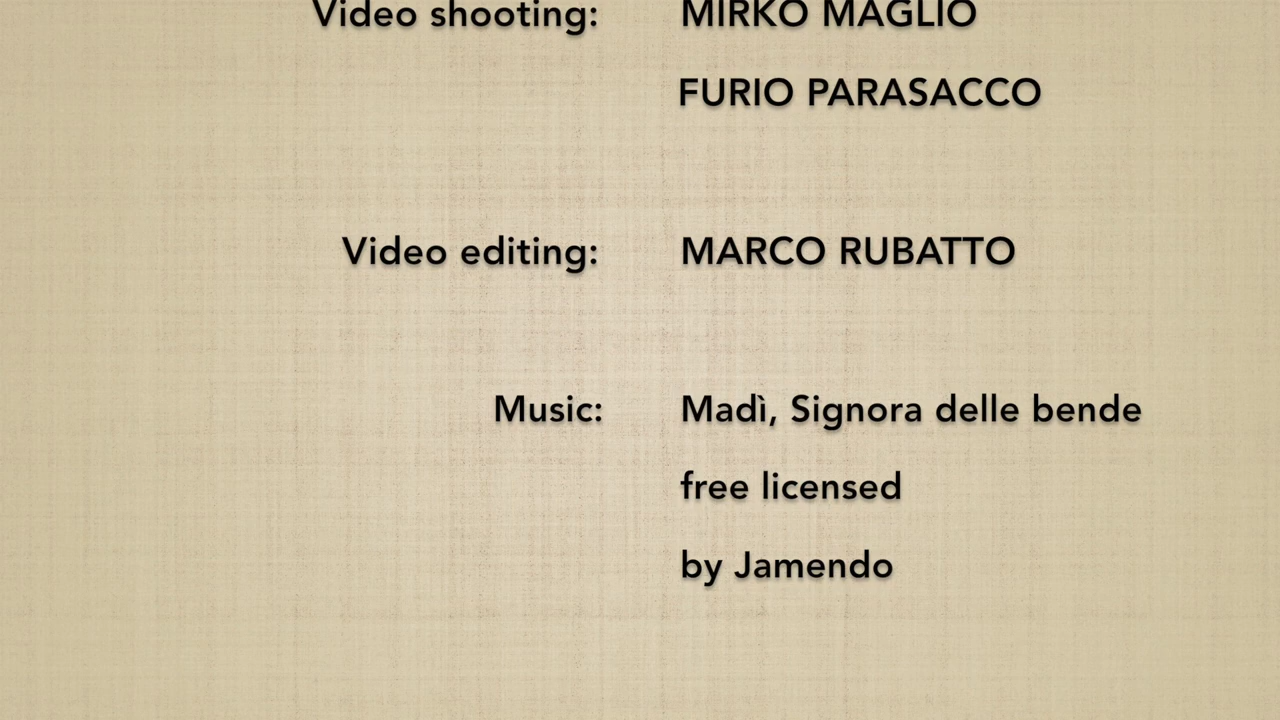 Video shooting: MIRKO MAGLIO
FURIO PARASACCO
Video editing: MARCO RUBATTO
Music: Madì, Signora delle bende
free licensed
by Jamendo